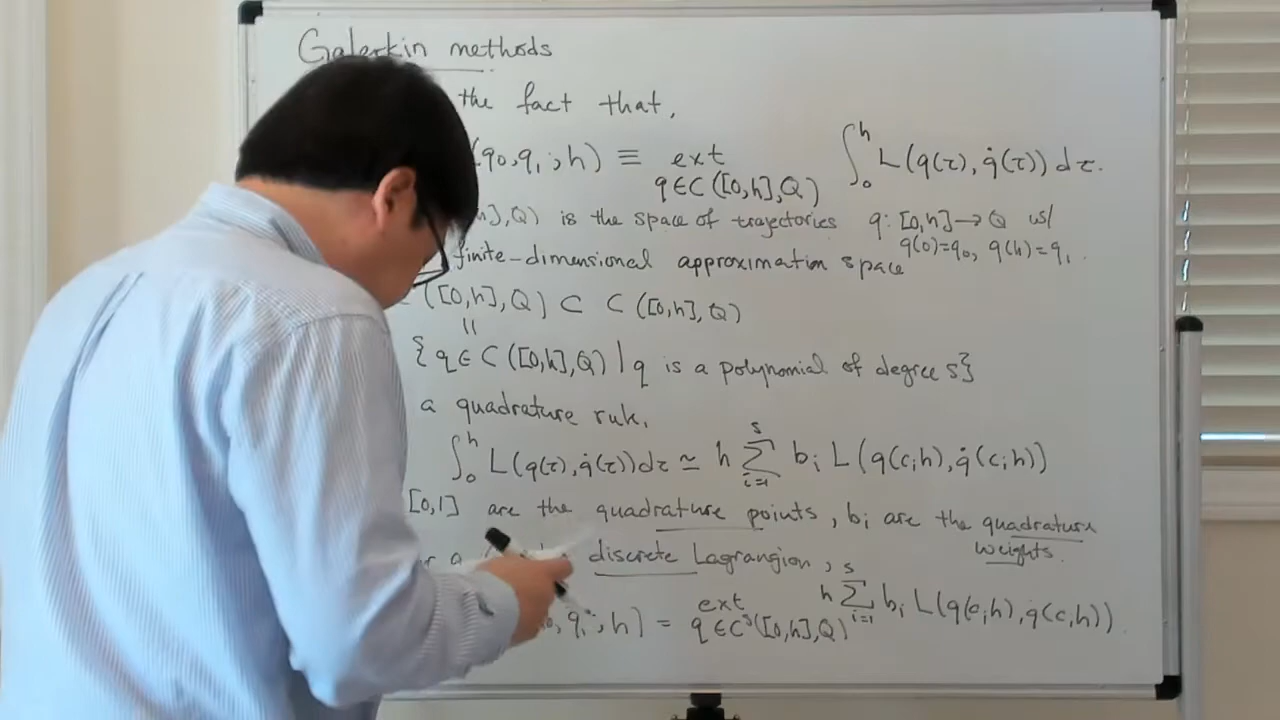 Galerkin methods
the fact that,
(q₀,q₁;h) ≡ ext q∈C([0,h],Q) ∫₀ʰ L(q(τ),q̇(τ))dτ.
],Q) is the space of trajectories q:[0,h]→Q w/ q(0)=q₀, q(h)=q₁.
finite-dimensional approximation space
([0,h],Q) ⊂ C([0,h],Q)
||
{q∈C([0,h],Q) | q is a polynomial of degree s}
a quadrature rule,
∫₀ʰ L(q(τ),q̇(τ))dτ ≃ h Σᵢ₌₁ˢ bᵢ L(q(cᵢh),q̇(cᵢh))
[0,1] are the quadrature points, bᵢ are the quadrature weights.
a discrete Lagrangian,
,q₁;h) = ext q∈Cˢ([0,h],Q) h Σᵢ₌₁ˢ bᵢ L(q(cᵢh),q̇(cᵢh)).